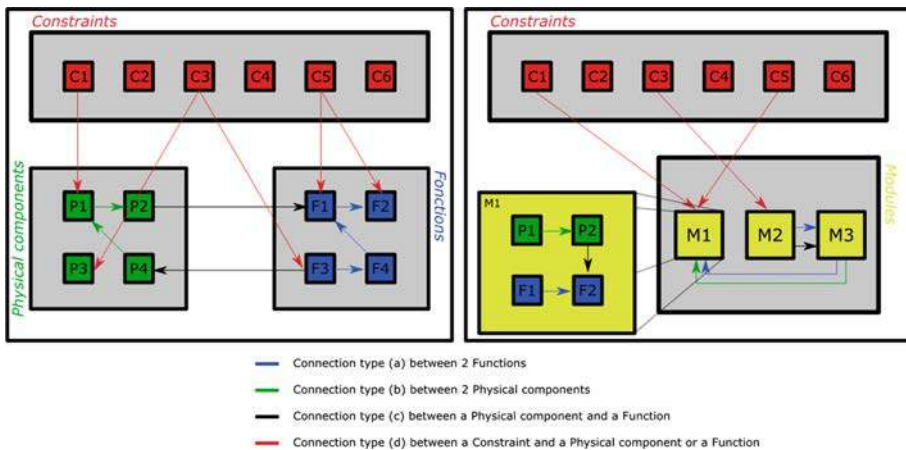 Constraints
C1 C2 C3 C4 C5 C6
Physical components
P1 P2
P3 P4
Fonctions
F1 F2
F3 F4
Constraints
C1 C2 C3 C4 C5 C6
Modules
M1
P1 P2
F1 F2
M1 M2 M3
Connection type (a) between 2 Functions
Connection type (b) between 2 Physical components
Connection type (c) between a Physical component and a Function
Connection type (d) between a Constraint and a Physical component or a Function